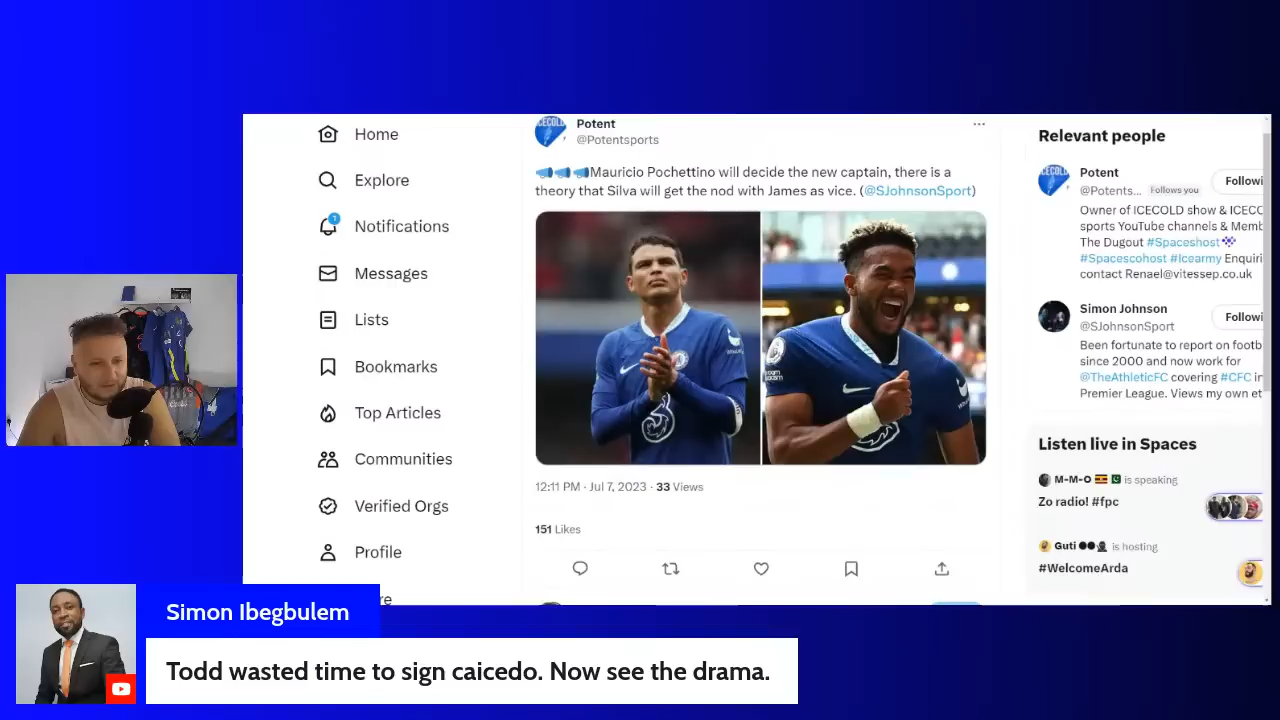 Home
Explore
7
Notifications
Messages
Lists
Bookmarks
Top Articles
Communities
Verified Orgs
Profile
re
Potent
@Potentsports
Mauricio Pochettino will decide the new captain, there is a
theory that Silva will get the nod with James as vice. (@SJohnsonSport)
12:11 PM · Jul 7, 2023 · 33 Views
151 Likes
Relevant people
Potent
@Potents... Follows you
Followi
Owner of ICECOLD show & ICECO
sports YouTube channels & Memb
The Dugout #Spaceshost
#Spacescohost #Icearmy Enquiri
contact Renael@vitessep.co.uk
Simon Johnson
@SJohnsonSport
Followi
Been fortunate to report on footb
since 2000 and now work for
@TheAthleticFC covering #CFC in
Premier League. Views my own et
Listen live in Spaces
M-M-O is speaking
Zo radio! #fpc
Guti is hosting
#WelcomeArda
Simon Ibegbulem
Todd wasted time to sign caicedo. Now see the drama.